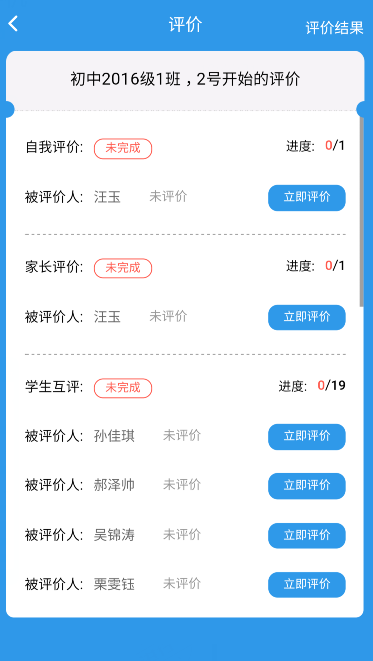 评价 评价结果
初中2016级1班，2号开始的评价
自我评价: 未完成 进度: 0/1
被评价人: 汪玉 未评价 立即评价
家长评价: 未完成 进度: 0/1
被评价人: 汪玉 未评价 立即评价
学生互评: 未完成 进度: 0/19
被评价人: 孙佳琪 未评价 立即评价
被评价人: 郝泽帅 未评价 立即评价
被评价人: 吴锦涛 未评价 立即评价
被评价人: 栗雯钰 未评价 立即评价